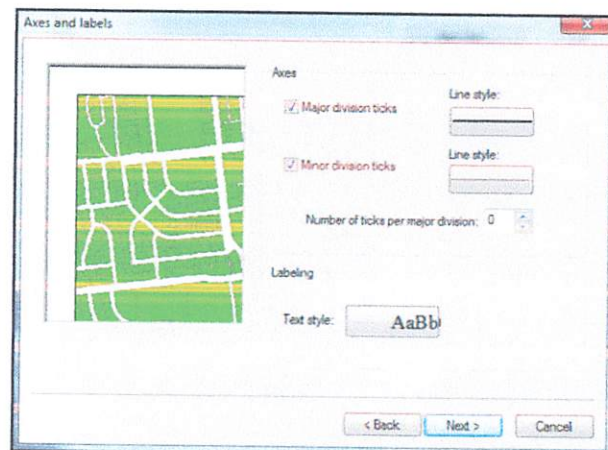 Axes and labels
Axes
Line style:
Major division ticks
Line style:
Minor division ticks
Number of ticks per major division: 0
Labeling
Text style: AaBb
< Back Next > Cancel